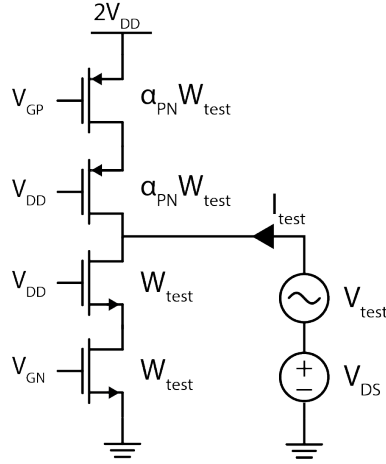 2V_DD
V_GP
α_PN W_test
V_DD
α_PN W_test
I_test
V_DD
W_test
V_test
V_GN
W_test
+
−
V_DS